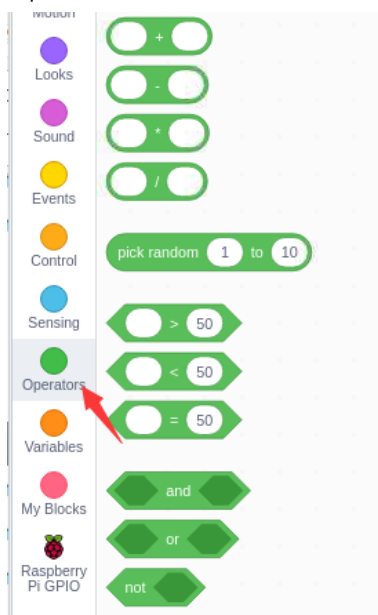 Motion
Looks
Sound
Events
Control
Sensing
Operators
Variables
My Blocks
Raspberry
Pi GPIO
+
-
*
/
pick random 1 to 10
> 50
< 50
= 50
and
or
not